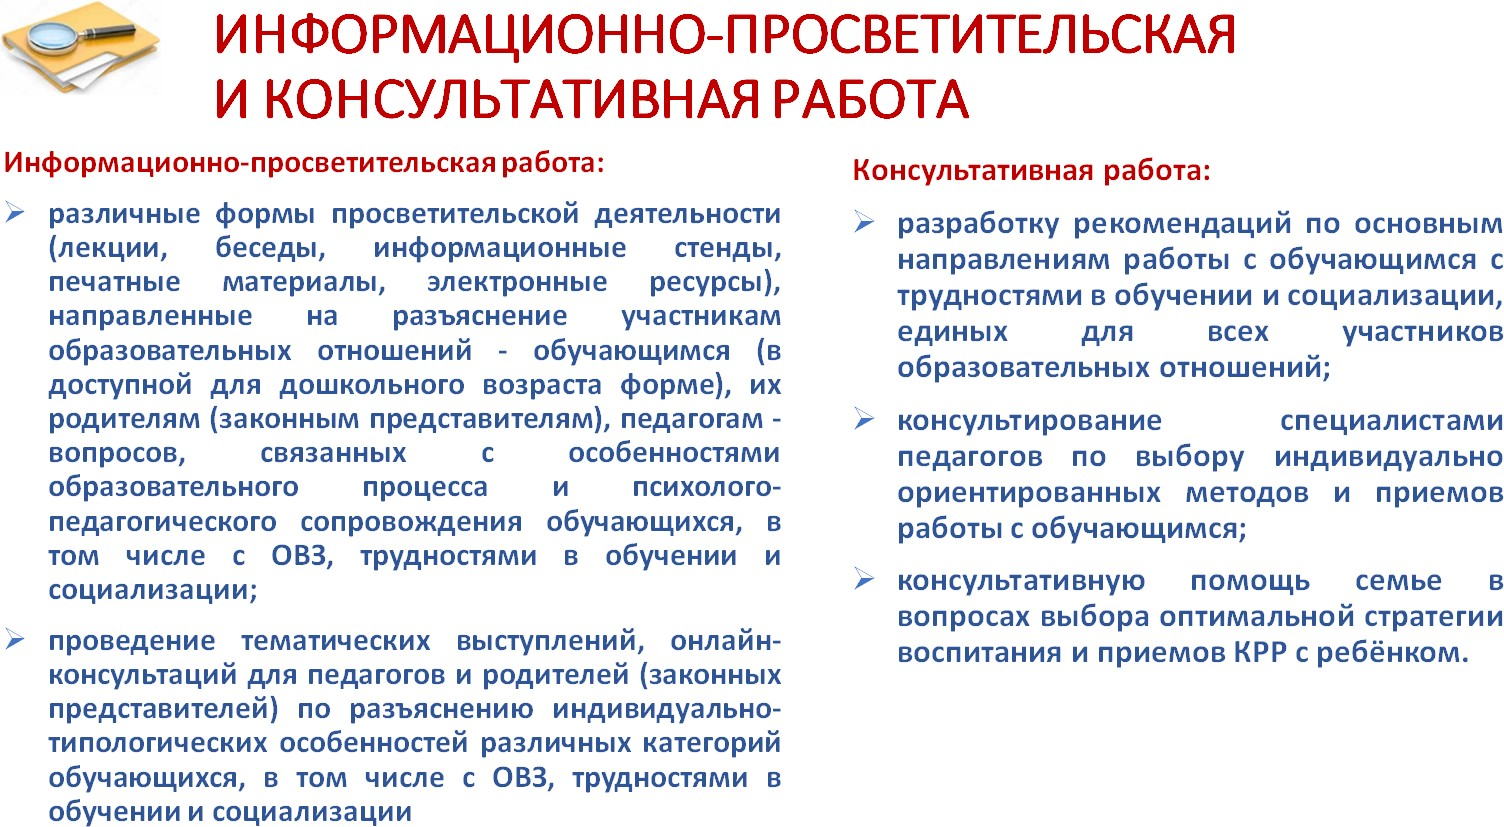 ИНФОРМАЦИОННО-ПРОСВЕТИТЕЛЬСКАЯ
И КОНСУЛЬТАТИВНАЯ РАБОТА
Информационно-просветительская работа:
различные формы просветительской деятельности
(лекции, беседы, информационные стенды,
печатные материалы, электронные ресурсы),
направленные на разъяснение участникам
образовательных отношений - обучающимся (в
доступной для дошкольного возраста форме), их
родителям (законным представителям), педагогам -
вопросов, связанных с особенностями
образовательного процесса и психолого-
педагогического сопровождения обучающихся, в
том числе с ОВЗ, трудностями в обучении и
социализации;
проведение тематических выступлений, онлайн-
консультаций для педагогов и родителей (законных
представителей) по разъяснению индивидуально-
типологических особенностей различных категорий
обучающихся, в том числе с ОВЗ, трудностями в
обучении и социализации
Консультативная работа:
разработку рекомендаций по основным
направлениям работы с обучающимся с
трудностями в обучении и социализации,
единых для всех участников
образовательных отношений;
консультирование специалистами
педагогов по выбору индивидуально
ориентированных методов и приемов
работы с обучающимся;
консультативную помощь семье в
вопросах выбора оптимальной стратегии
воспитания и приемов КРР с ребёнком.